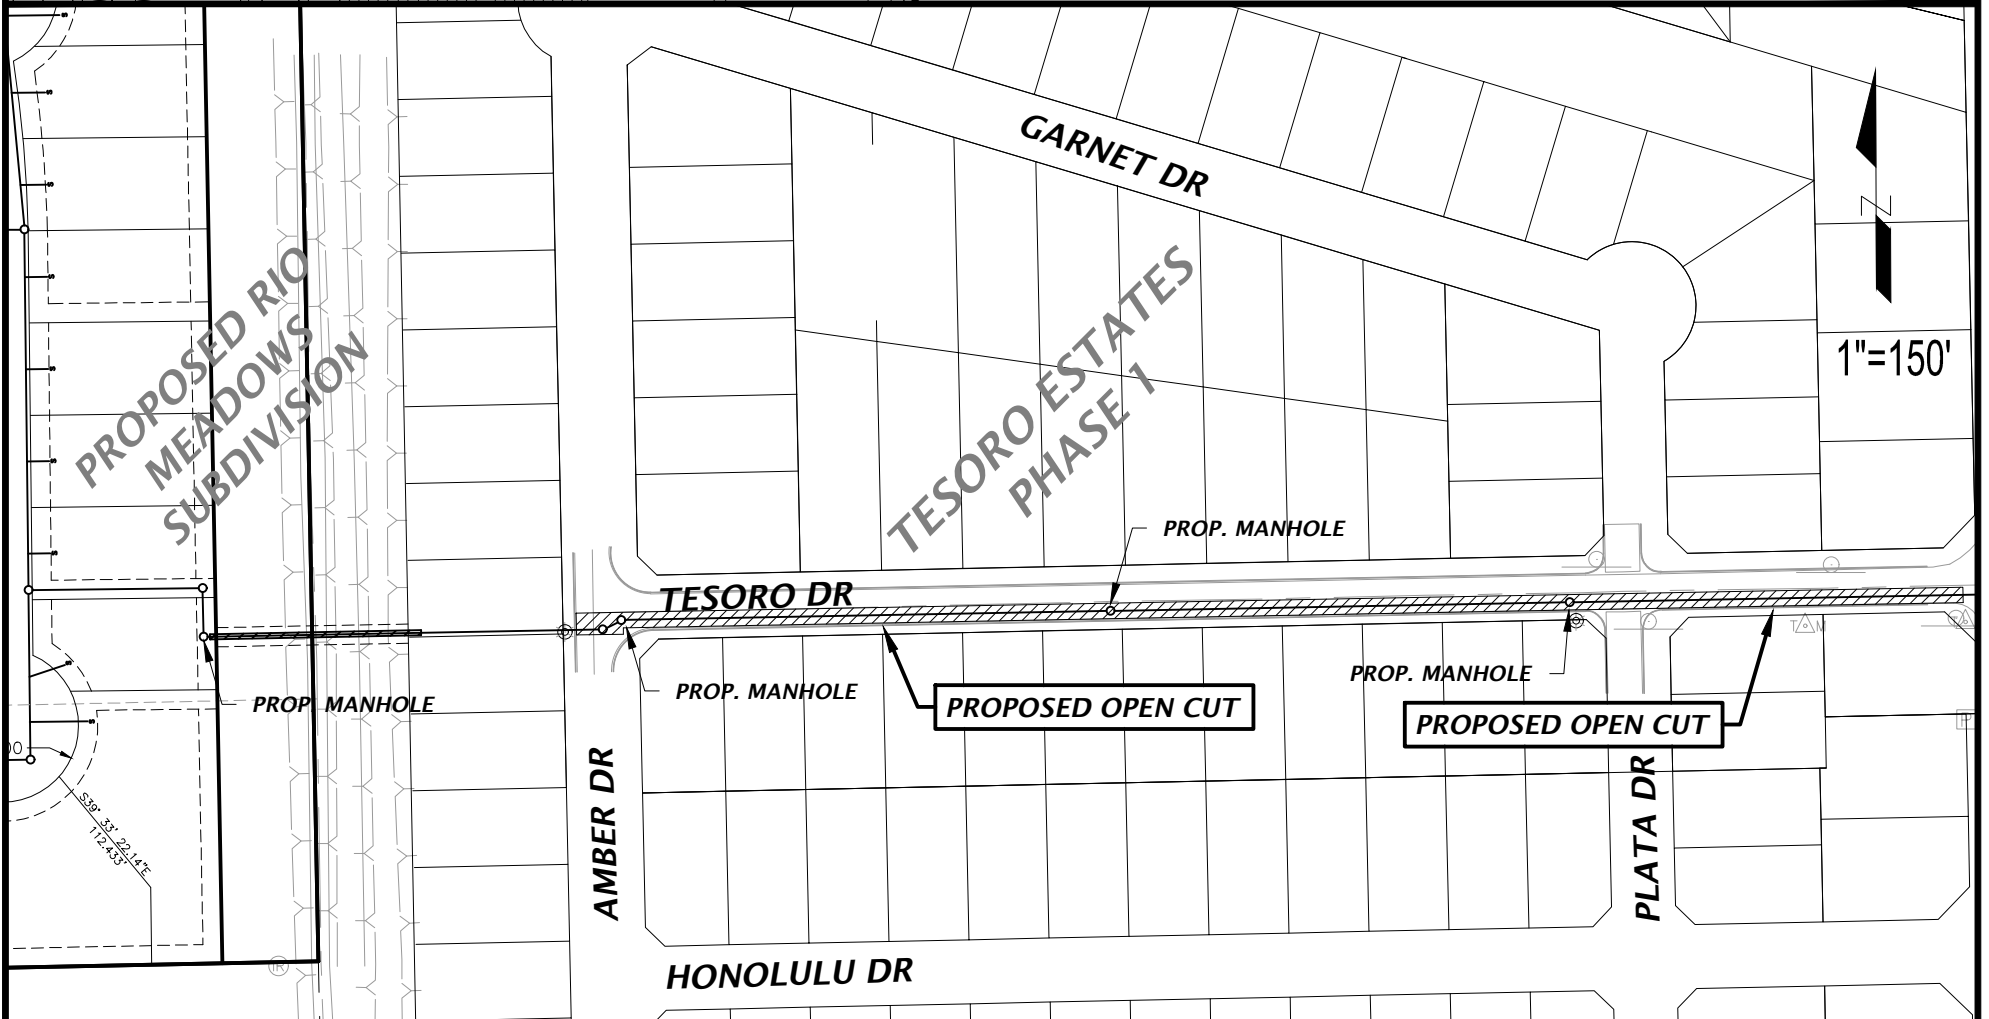 GARNET DR
N
1"=150'
PROPOSED RIO
MEADOWS
SUBDIVISION
TESORO ESTATES
PHASE 1
PROP. MANHOLE
TESORO DR
PROP. MANHOLE
PROP. MANHOLE
PROP. MANHOLE
PROPOSED OPEN CUT
PROPOSED OPEN CUT
S39° 33' 22.14"E
112.433'
AMBER DR
PLATA DR
HONOLULU DR
S
S
S
S
S
S
S
S
S
T M
P
IR